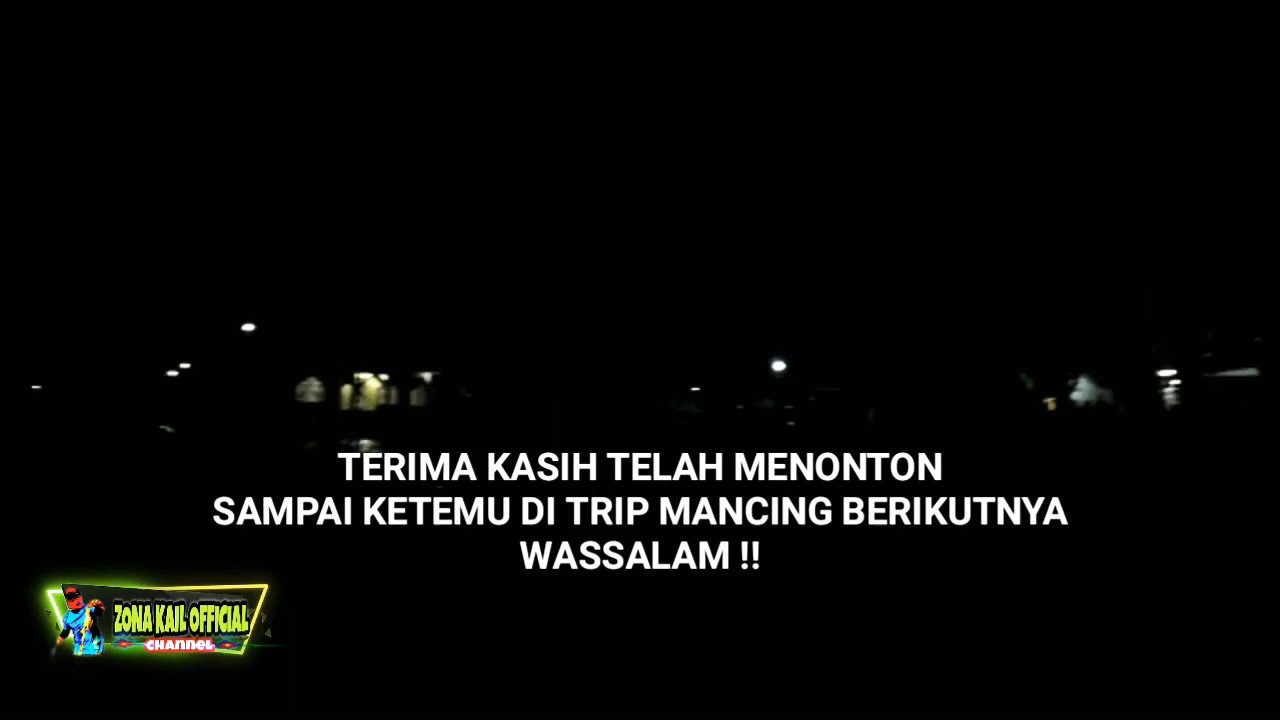 TERIMA KASIH TELAH MENONTON
SAMPAI KETEMU DI TRIP MANCING BERIKUTNYA
WASSALAM !!
ZONA KAIL OFFICIAL
CHANNEL